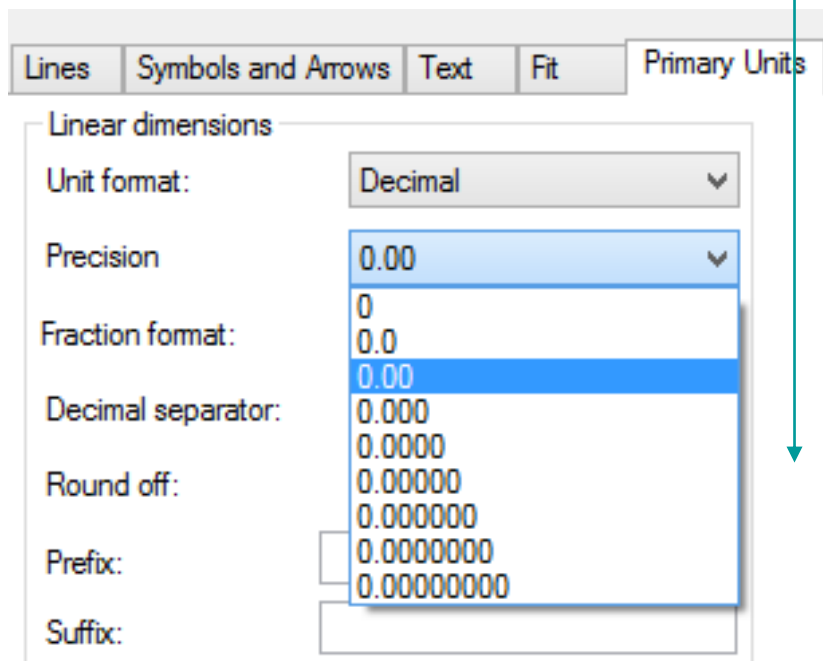 Lines Symbols and Arrows Text Fit Primary Units
Linear dimensions
Unit format: Decimal
Precision 0.00
0
Fraction format: 0.0
0.00
Decimal separator: 0.000
0.0000
Round off: 0.00000
0.000000
Prefix: 0.0000000
0.00000000
Suffix: